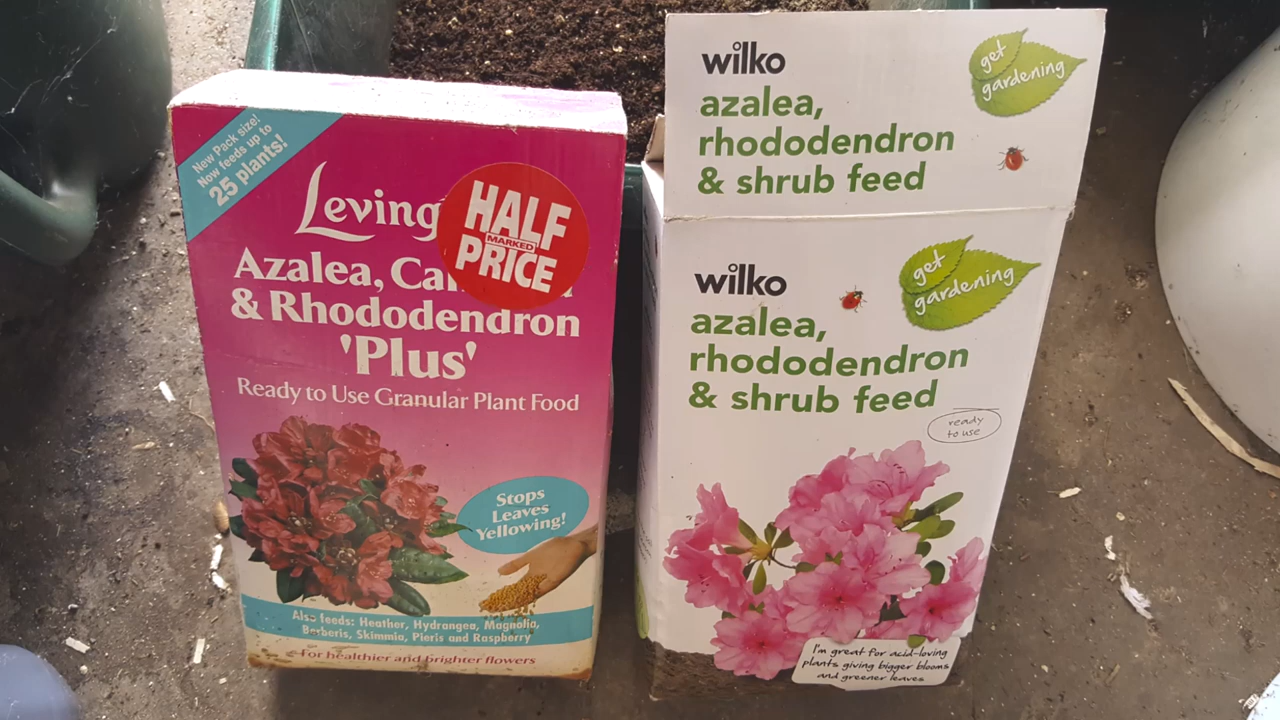 New Pack size!
Now feeds up to
25 plants!
Leving
HALF
MARKED
PRICE
Azalea, Ca
& Rhododendron
'Plus'
Ready to Use Granular Plant Food
Stops
Leaves
Yellowing!
Also feeds: Heather, Hydrangea, Magnolia,
Berberis, Skimmia, Pieris and Raspberry
For healthier and brighter flowers
wilko
get
gardening
azalea,
rhododendron
& shrub feed
wilko
get
gardening
azalea,
rhododendron
& shrub feed
ready
to use
I'm great for acid-loving
plants giving bigger blooms
and greener leaves